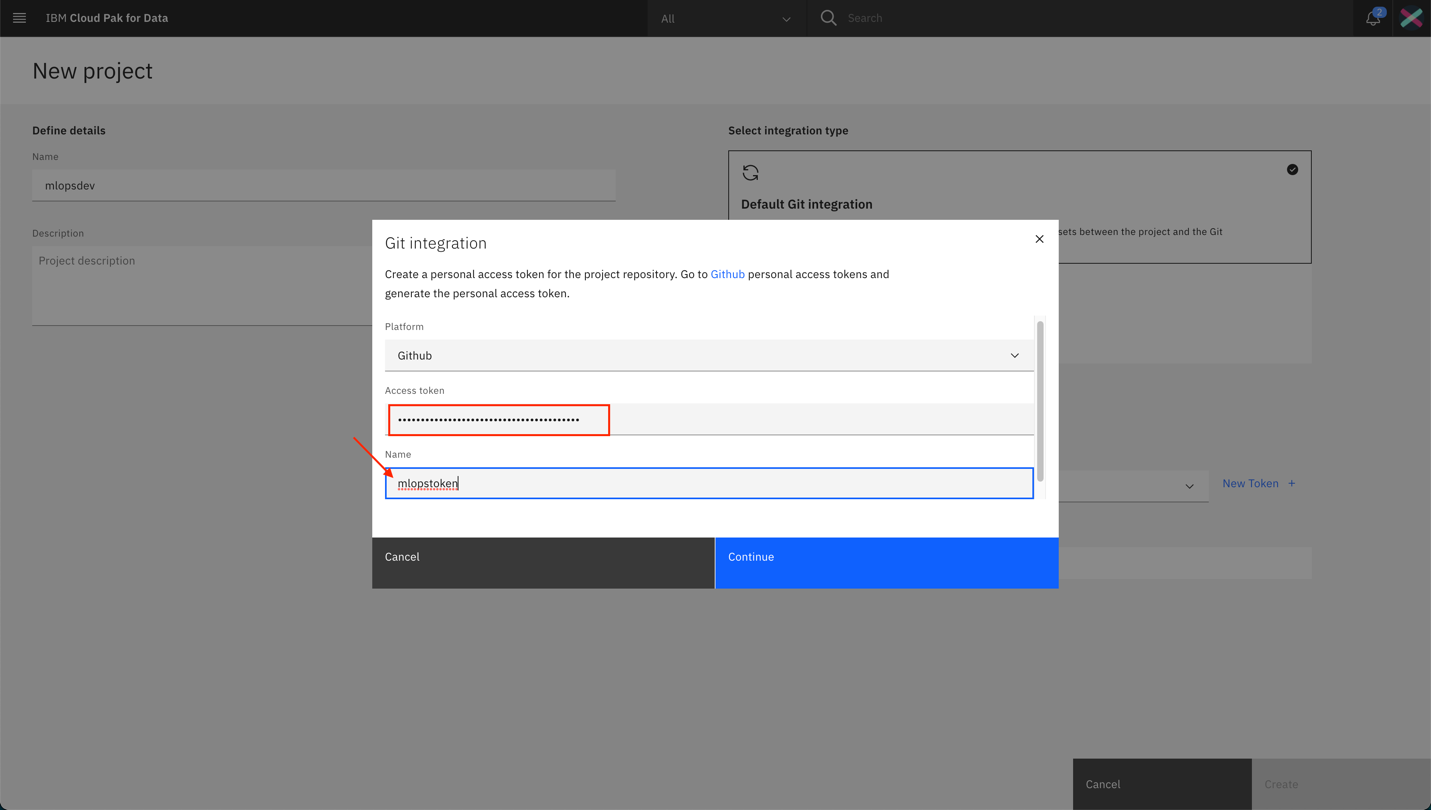 IBM Cloud Pak for Data
All
Search
2
New project
Define details
Name
mlopsdev
Description
Project description
Select integration type
Default Git integration
sets between the project and the Git
Git integration
Create a personal access token for the project repository. Go to Github personal access tokens and
generate the personal access token.
Platform
Github
Access token
••••••••••••••••••••••••••••••••••••••••
Name
mlopstoken
New Token +
Cancel
Continue
Cancel
Create